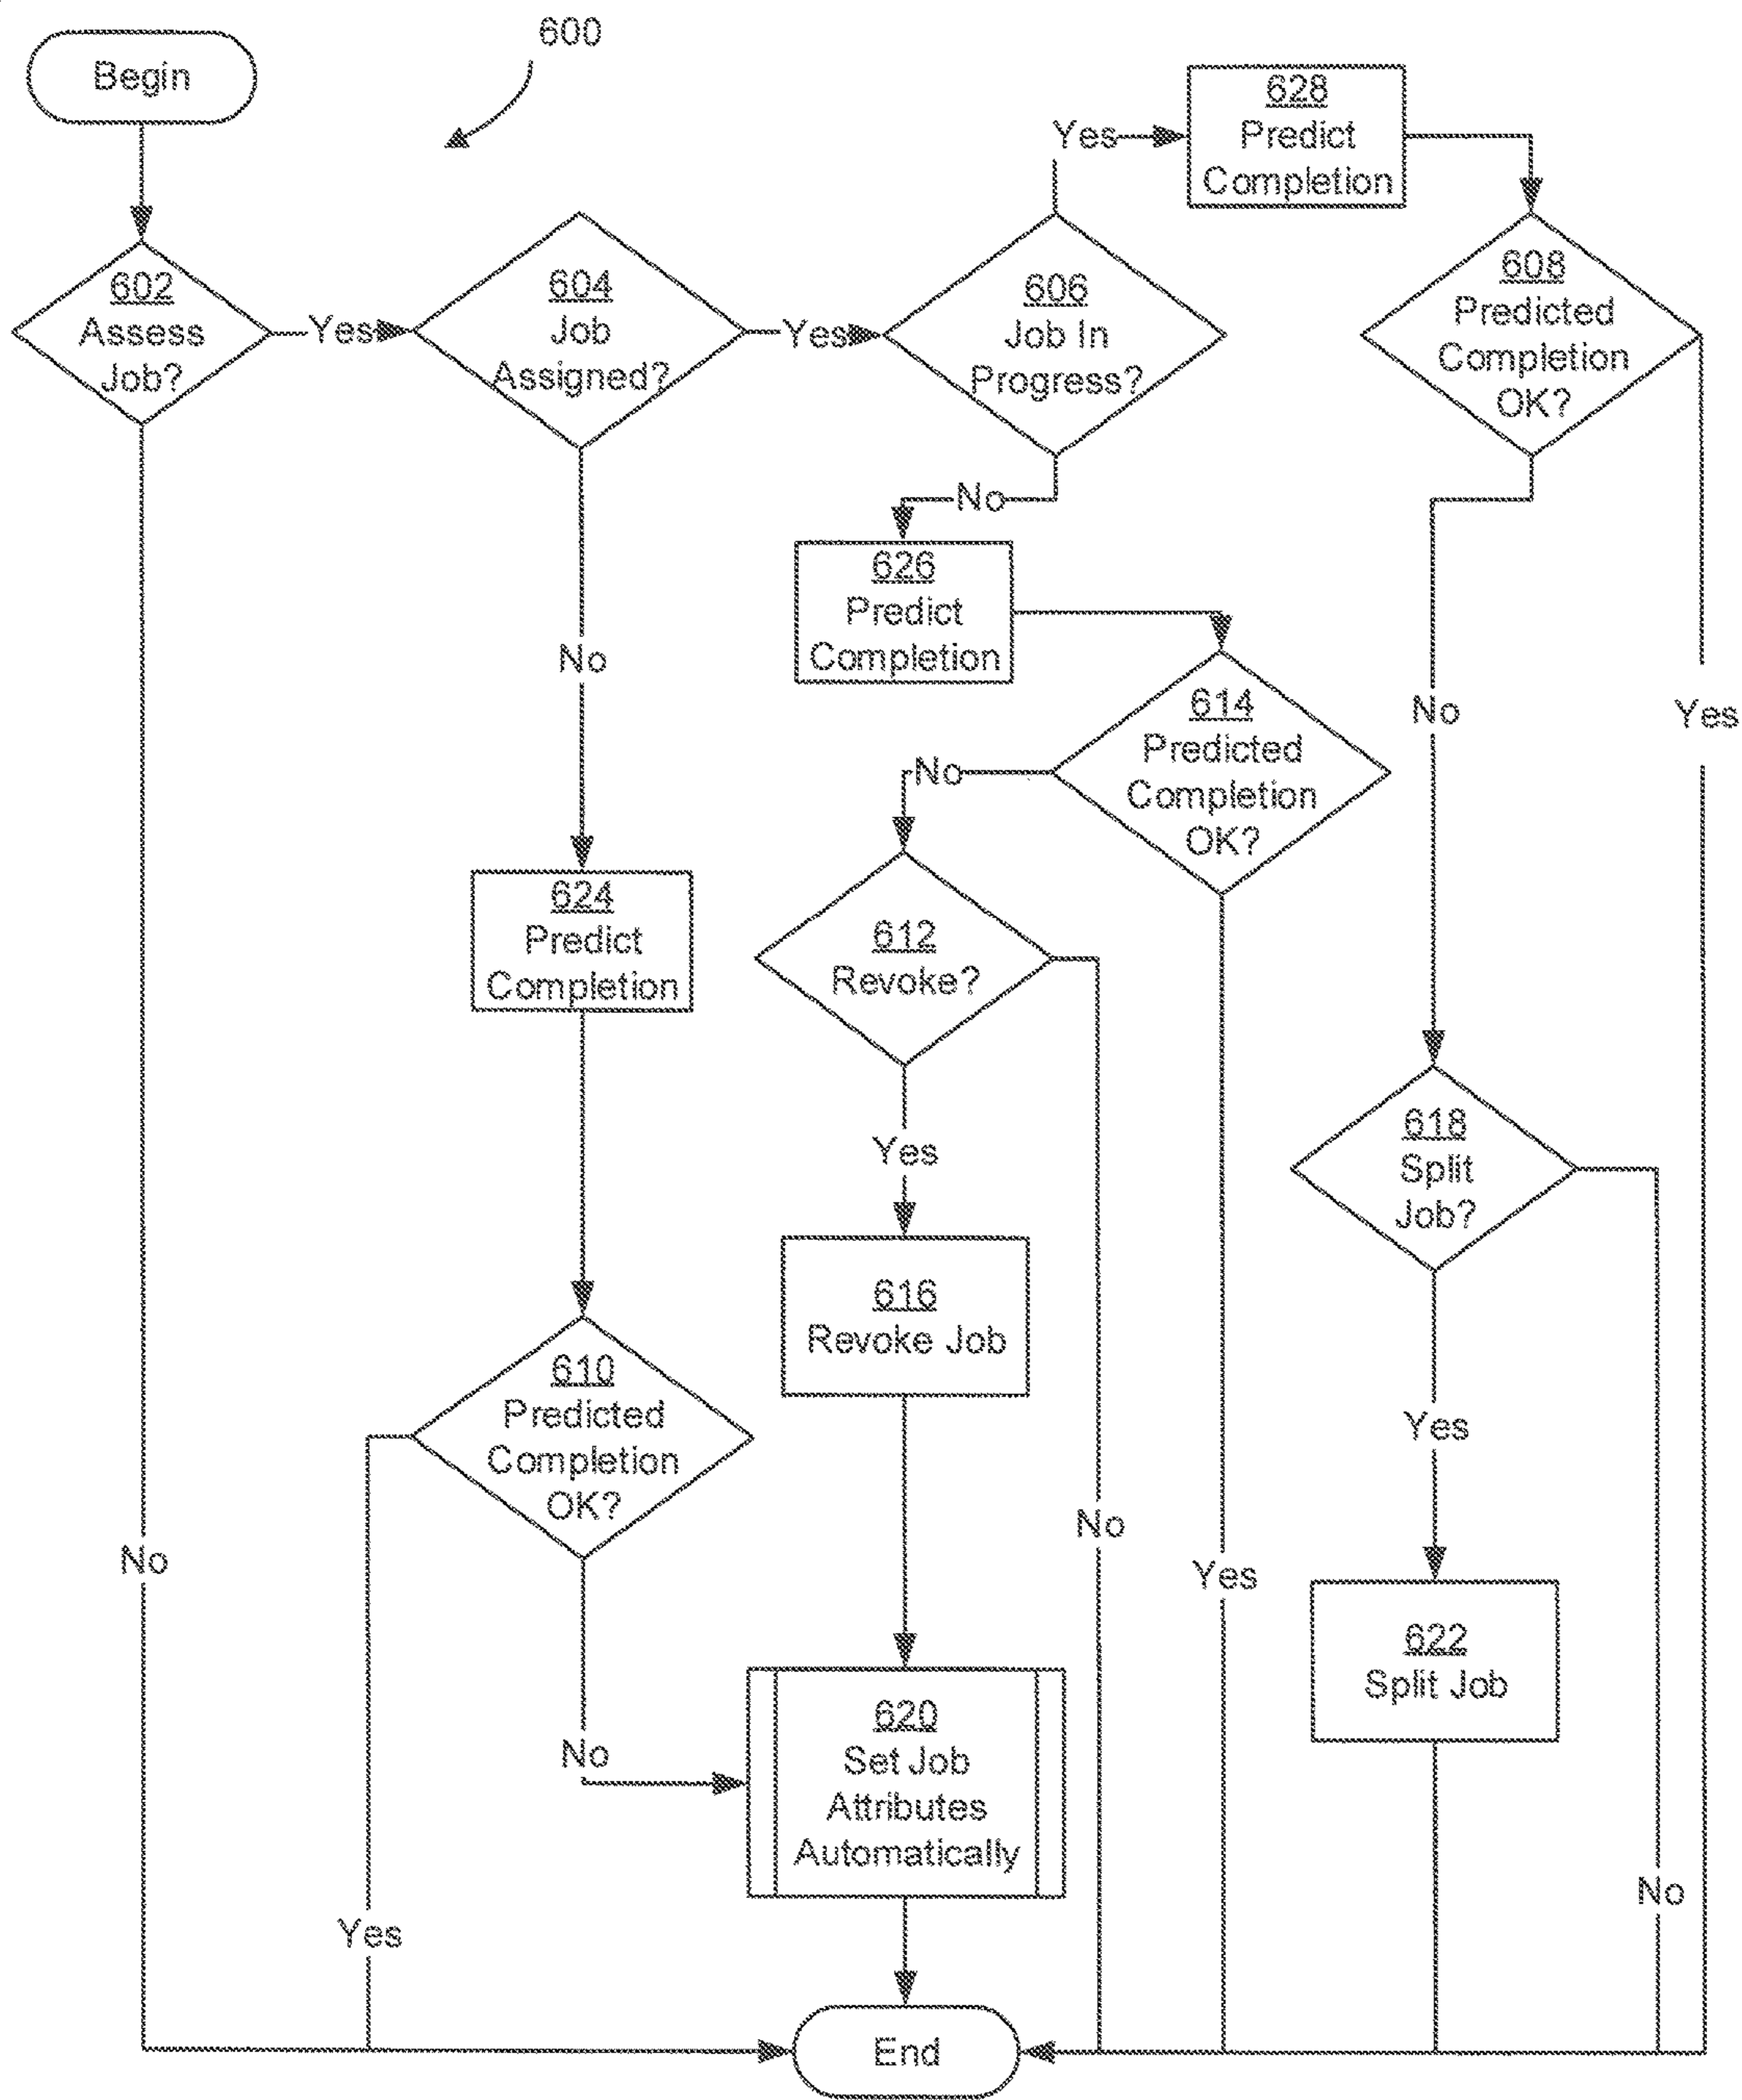 600
Begin
628
Predict
Completion
Yes
602
Assess
Job?
Yes
604
Job
Assigned?
Yes
606
Job In
Progress?
608
Predicted
Completion
OK?
No
626
Predict
Completion
No
No
Yes
614
Predicted
Completion
OK?
No
624
Predict
Completion
612
Revoke?
618
Split
Job?
Yes
616
Revoke Job
610
Predicted
Completion
OK?
Yes
No
No
Yes
622
Split Job
620
Set Job
Attributes
Automatically
No
No
Yes
End